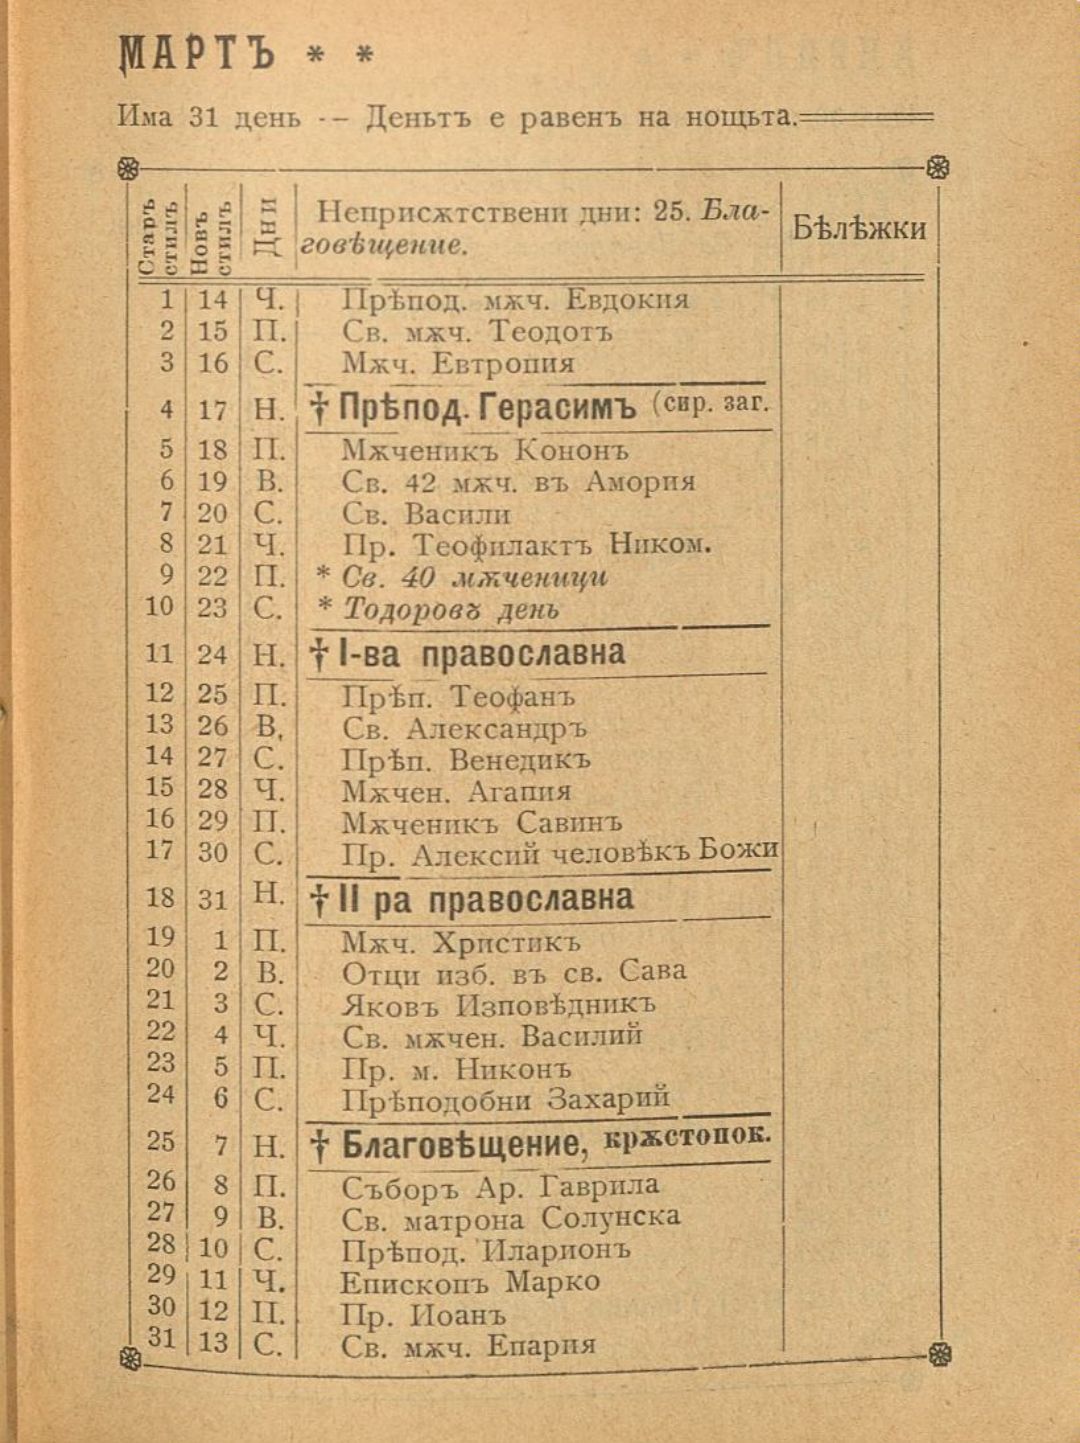 МАРТЪ * *
Има 31 день -- Деньтъ е равенъ на нощьта.
Старъ стилъ Новъ стилъ Дни Неприсѫтствени дни: 25. Бла-
говѣщение. Бѣлѣжки
1 14 Ч. Прѣпод. мѫч. Евдокия
2 15 П. Св. мѫч. Теодотъ
3 16 С. Мѫч. Евтропия
4 17 Н. † Прѣпод. Герасимъ (сир. заг.
5 18 П. Мѫченикъ Кононъ
6 19 В. Св. 42 мѫч. въ Амория
7 20 С. Св. Васили
8 21 Ч. Пр. Теофилактъ Ником.
9 22 П. * Св. 40 мѫченици
10 23 С. * Тодоровъ день
11 24 Н. † I-ва православна
12 25 П. Прѣп. Теофанъ
13 26 В, Св. Александръ
14 27 С. Прѣп. Венедикъ
15 28 Ч. Мѫчен. Агапия
16 29 П. Мѫченикъ Савинъ
17 30 С. Пр. Алексий человѣкъ Божи
18 31 Н. † II ра православна
19 1 П. Мѫч. Христикъ
20 2 В. Отци изб. въ св. Сава
21 3 С. Яковъ Изповѣдникъ
22 4 Ч. Св. мѫчен. Василий
23 5 П. Пр. м. Никонъ
24 6 С. Прѣподобни Захарий
25 7 Н. † Благовѣщение, крѫстопок.
26 8 П. Съборъ Ар. Гаврила
27 9 В. Св. матрона Солунска
28 10 С. Прѣпод. Иларионъ
29 11 Ч. Епископъ Марко
30 12 П. Пр. Иоанъ
31 13 С. Св. мѫч. Епария